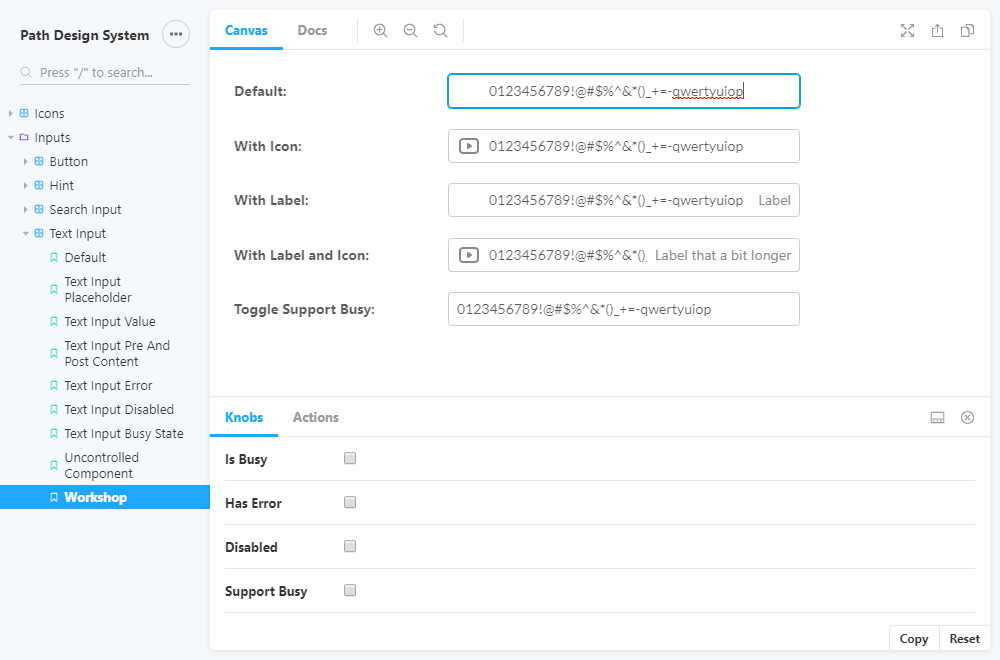 Path Design System
Press "/" to search...
Icons
Inputs
Button
Hint
Search Input
Text Input
Default
Text Input
Placeholder
Text Input Value
Text Input Pre And
Post Content
Text Input Error
Text Input Disabled
Text Input Busy State
Uncontrolled
Component
Workshop
Canvas
Docs
Default: 0123456789!@#$%^&*()_+=-qwertyuiop
With Icon: 0123456789!@#$%^&*()_+=-qwertyuiop
With Label: 0123456789!@#$%^&*()_+=-qwertyuiop Label
With Label and Icon: 0123456789!@#$%^&*()_ Label that a bit longer
Toggle Support Busy: 0123456789!@#$%^&*()_+=-qwertyuiop
Knobs
Actions
Is Busy
Has Error
Disabled
Support Busy
Copy
Reset